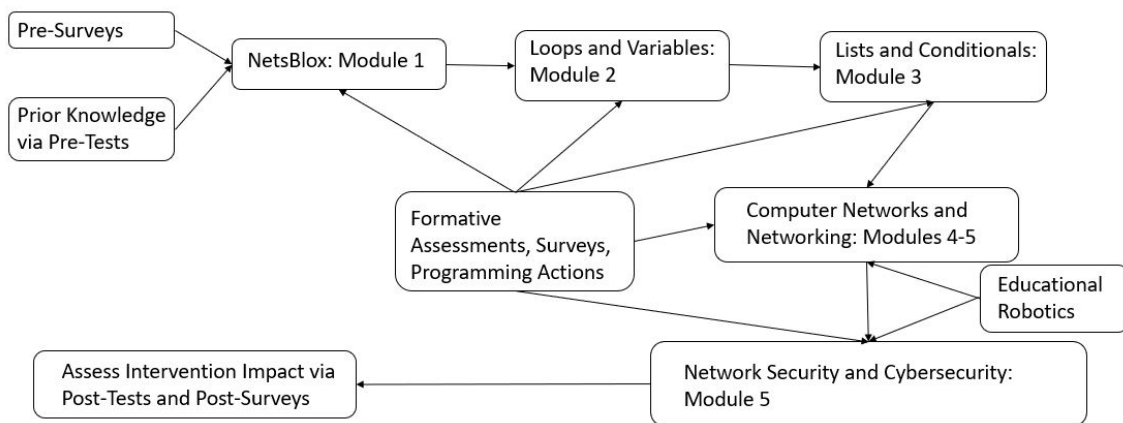 Pre-Surveys
Prior Knowledge
via Pre-Tests
NetsBlox: Module 1
Loops and Variables:
Module 2
Lists and Conditionals:
Module 3
Formative
Assessments, Surveys,
Programming Actions
Computer Networks and
Networking: Modules 4-5
Educational
Robotics
Network Security and Cybersecurity:
Module 5
Assess Intervention Impact via
Post-Tests and Post-Surveys